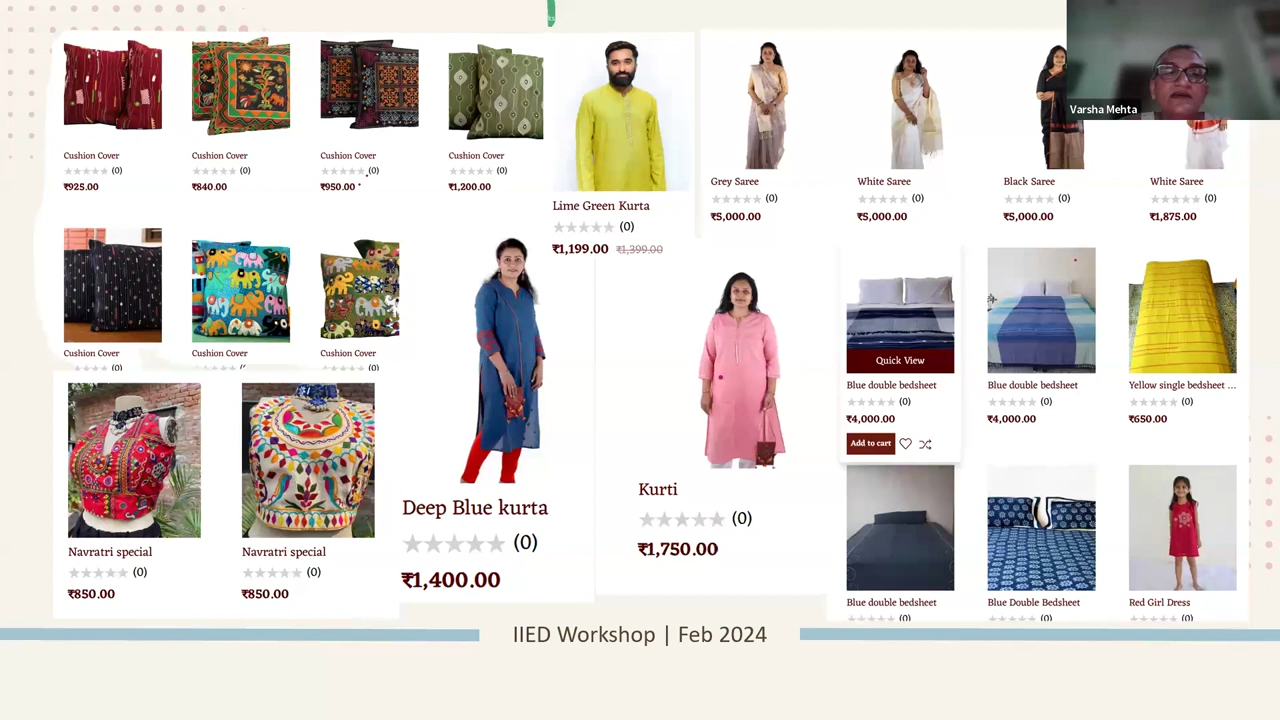 Varsha Mehta
Cushion Cover
(0)
₹925.00
Cushion Cover
(0)
₹840.00
Cushion Cover
(0)
₹950.00
Cushion Cover
(0)
₹1,200.00
Lime Green Kurta
(0)
₹1,199.00 ₹1,399.00
Grey Saree
(0)
₹5,000.00
White Saree
(0)
₹5,000.00
Black Saree
(0)
₹5,000.00
White Saree
(0)
₹1,875.00
Cushion Cover
(0)
Cushion Cover
Cushion Cover
(0)
Navratri special
(0)
₹850.00
Navratri special
(0)
₹850.00
Deep Blue kurta
(0)
₹1,400.00
Kurti
(0)
₹1,750.00
Quick View
Blue double bedsheet
(0)
₹4,000.00
Add to cart
Blue double bedsheet
(0)
₹4,000.00
Yellow single bedsheet ...
(0)
₹650.00
Blue double bedsheet
(0)
Blue Double Bedsheet
(0)
Red Girl Dress
(0)
IIED Workshop | Feb 2024